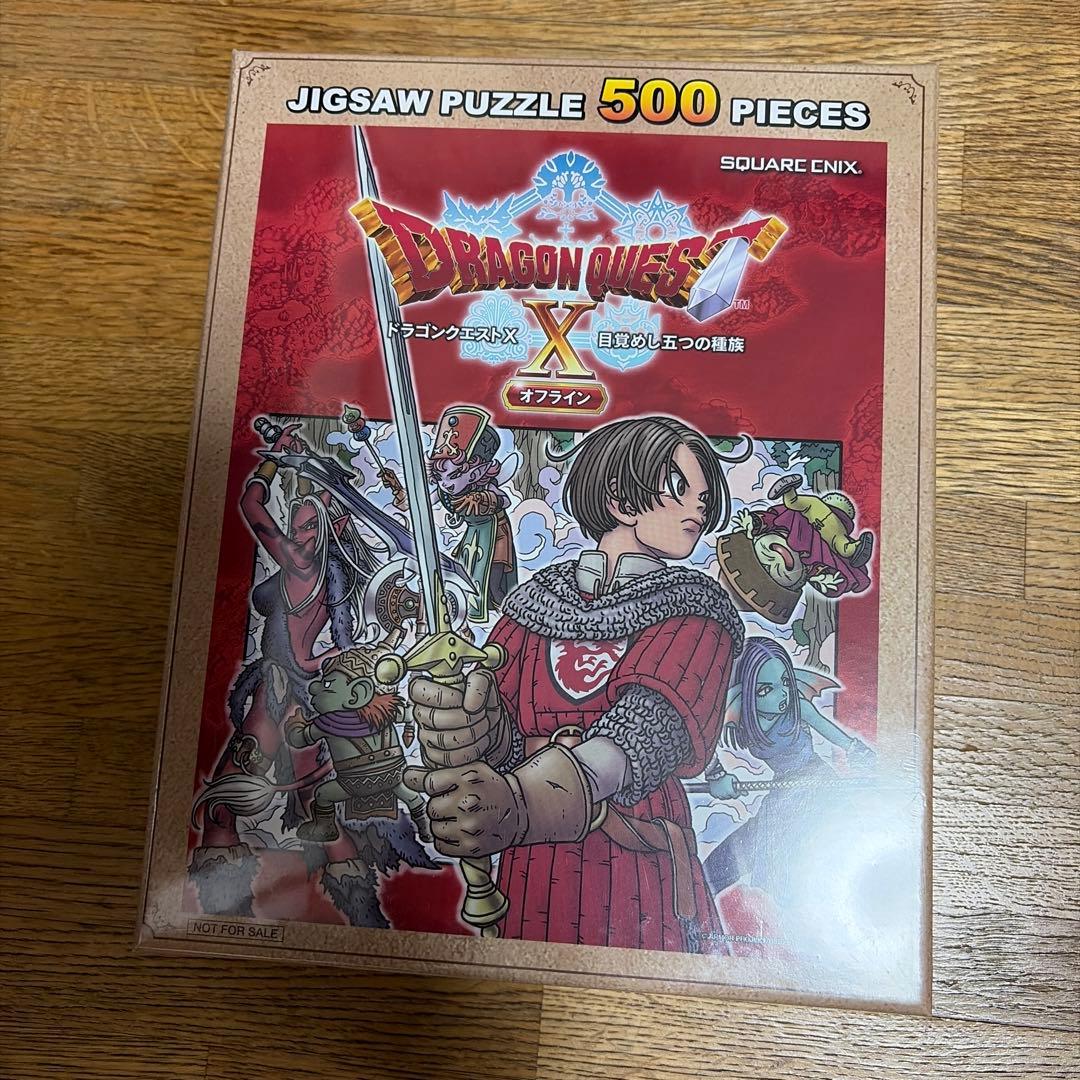 JIGSAW PUZZLE 500 PIECES
SQUARE ENIX®
DRAGON QUEST
TM
ドラゴンクエストX
X
目覚めし五つの種族
オフライン
NOT FOR SALE